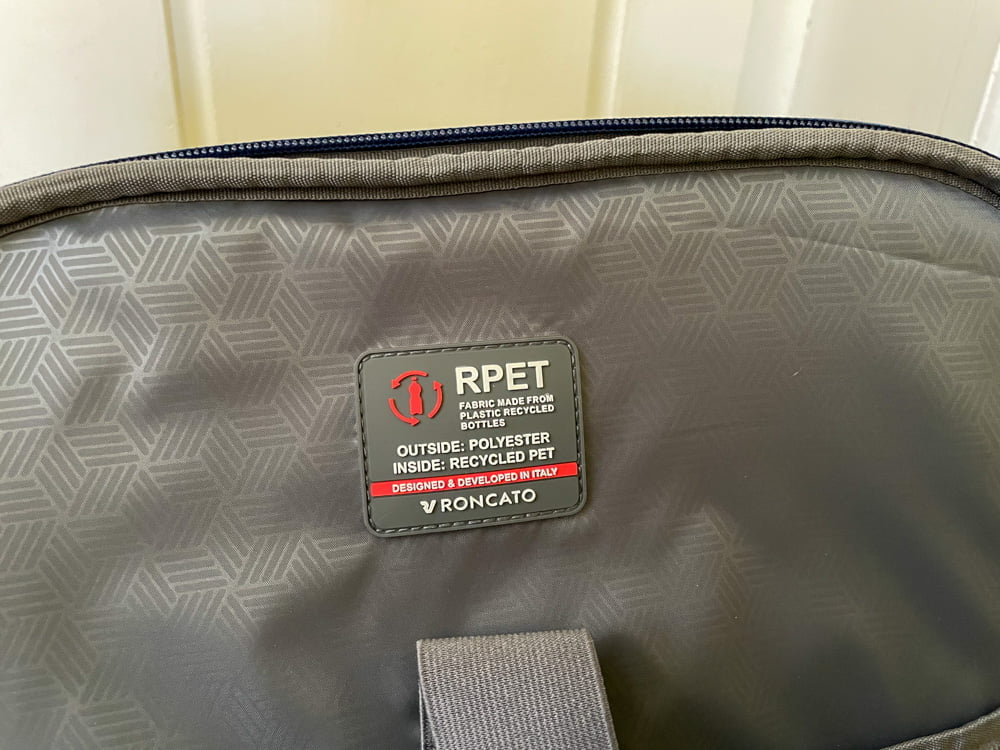 RPET
FABRIC MADE FROM
PLASTIC RECYCLED
BOTTLES
OUTSIDE: POLYESTER
INSIDE: RECYCLED PET
DESIGNED & DEVELOPED IN ITALY
RONCATO